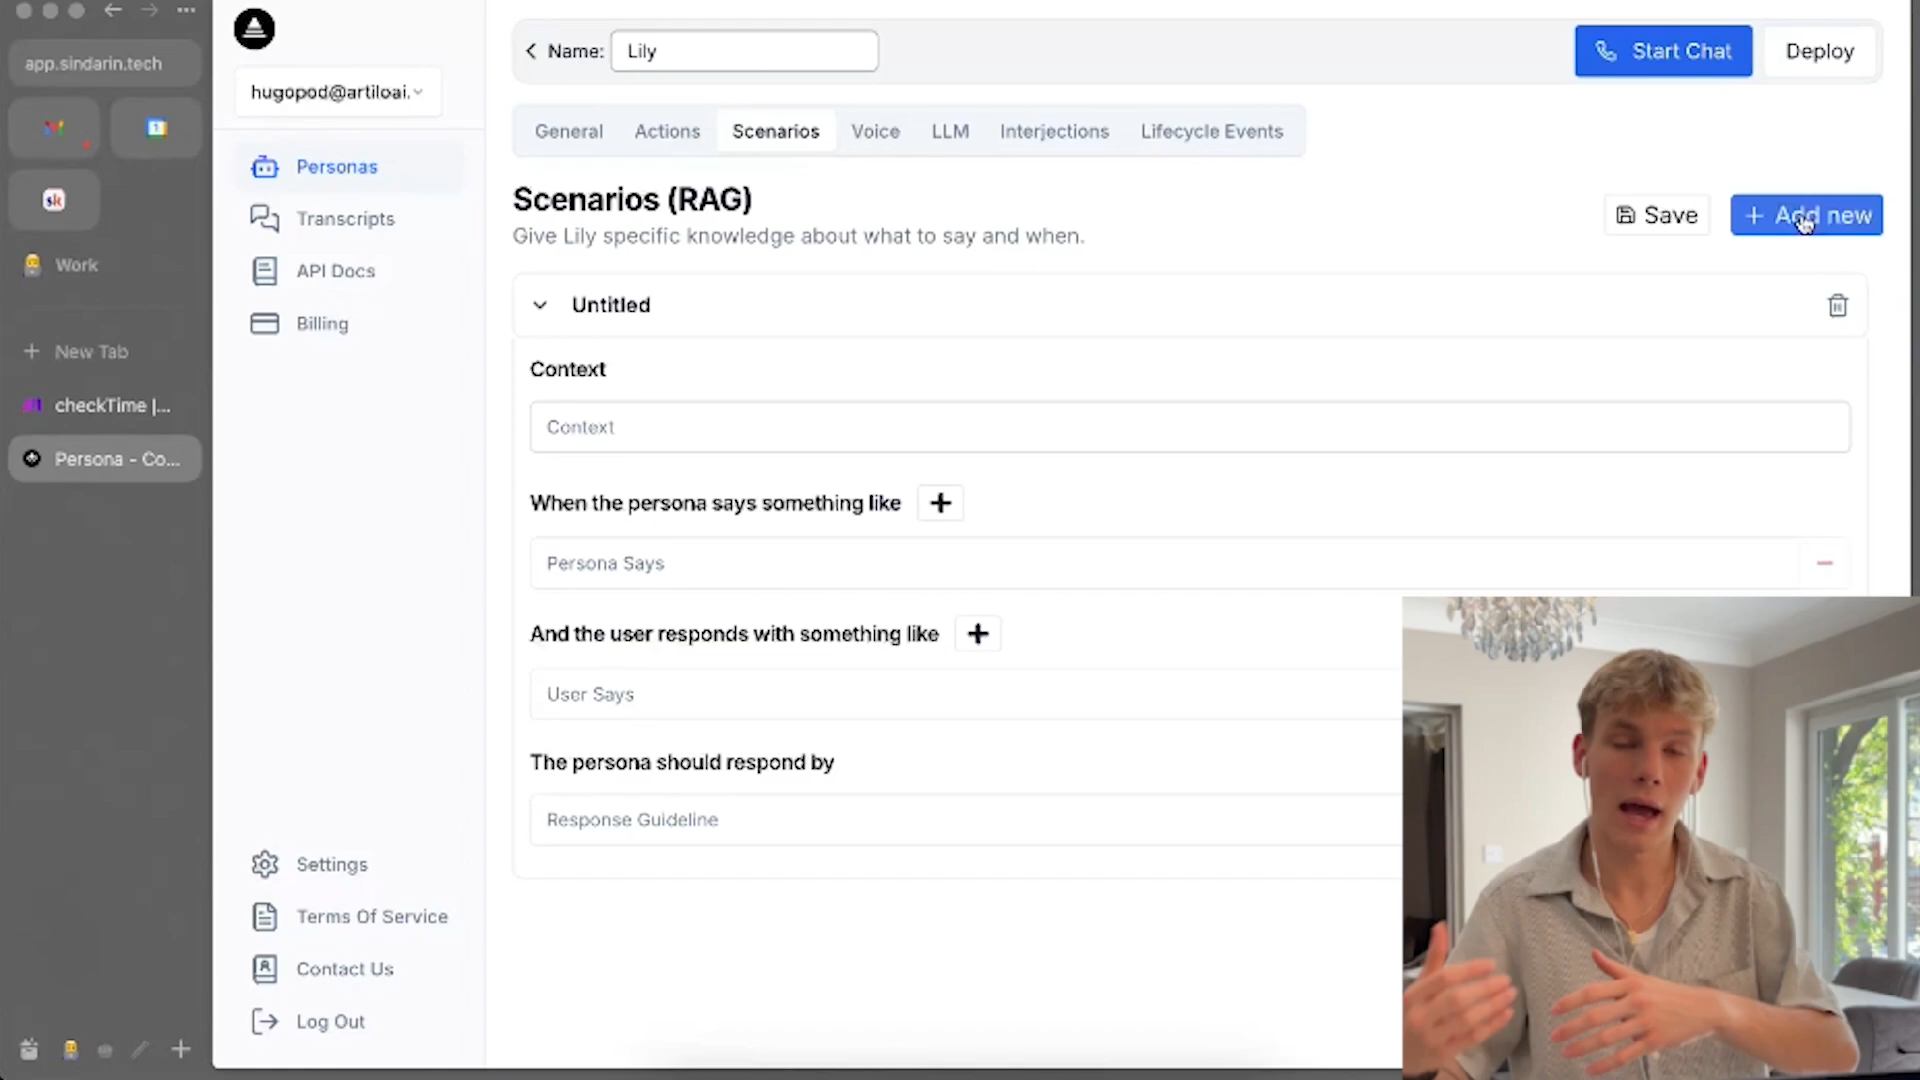 app.sindarin.tech
sk
Work
New Tab
checkTime |...
Persona - Co...
hugopod@artiloai.
Personas
Transcripts
API Docs
Billing
Settings
Terms Of Service
Contact Us
Log Out
Name:
Lily
Start Chat
Deploy
General
Actions
Scenarios
Voice
LLM
Interjections
Lifecycle Events
Scenarios (RAG)
Give Lily specific knowledge about what to say and when.
Save
Add new
Untitled
Context
Context
When the persona says something like
Persona Says
And the user responds with something like
User Says
The persona should respond by
Response Guideline